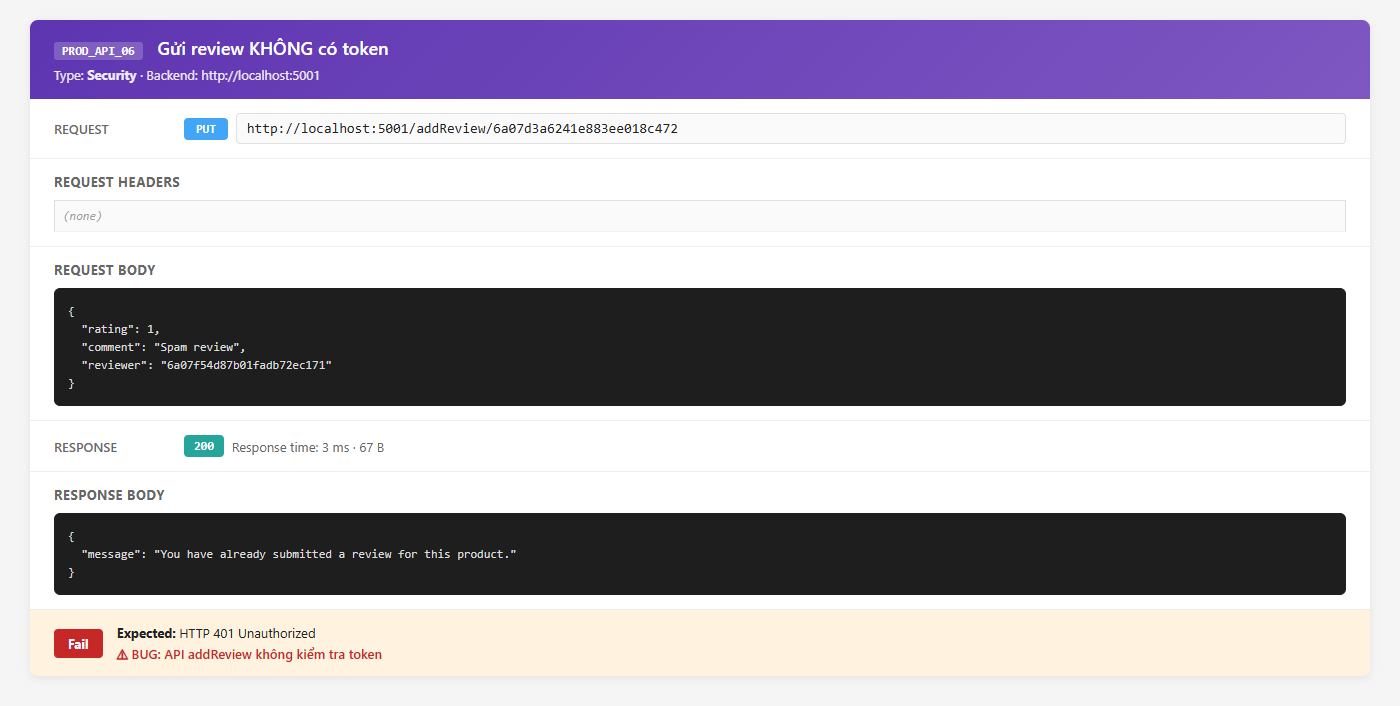 PROD_API_06 Gửi review KHÔNG có token
Type: Security · Backend: http://localhost:5001
REQUEST PUT http://localhost:5001/addReview/6a07d3a6241e883ee018c472
REQUEST HEADERS
(none)
REQUEST BODY
{
"rating": 1,
"comment": "Spam review",
"reviewer": "6a07f54d87b01fadb72ec171"
}
RESPONSE 200 Response time: 3 ms · 67 B
RESPONSE BODY
{
"message": "You have already submitted a review for this product."
}
Fail
Expected: HTTP 401 Unauthorized
⚠ BUG: API addReview không kiểm tra token